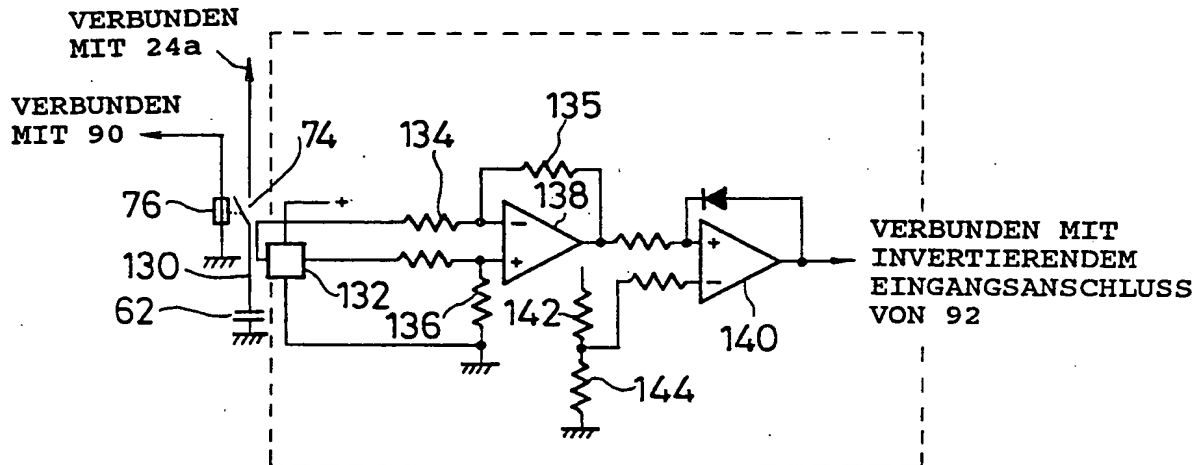 VERBUNDEN
MIT 24a
VERBUNDEN
MIT 90
74
76
130
62
132
134
135
138
136
142
144
140
+
−
+
+
−
VERBUNDEN MIT
INVERTIERENDEM
EINGANGSANSCHLUSS
VON 92